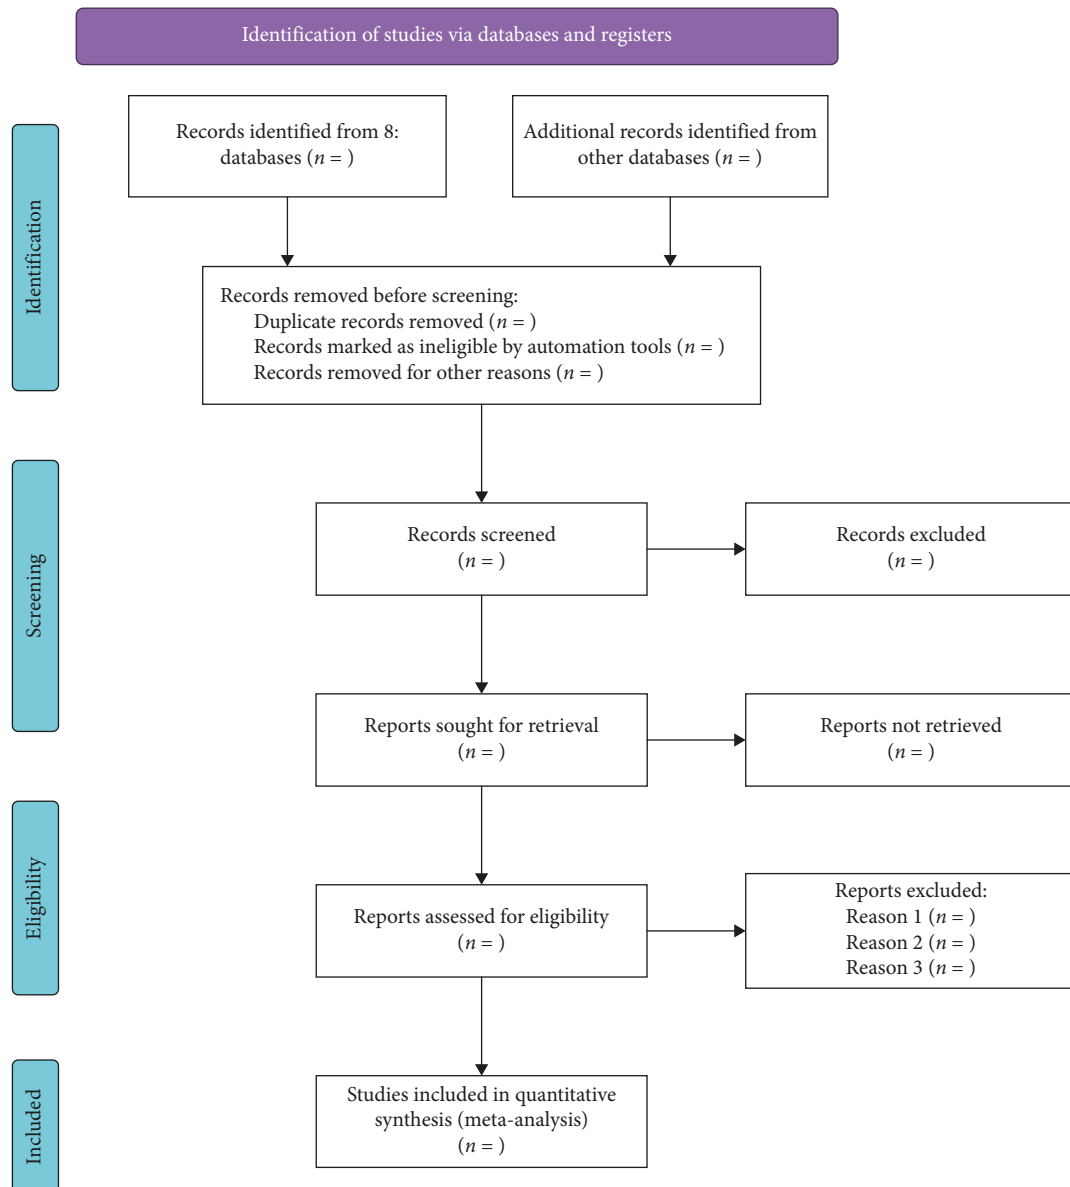 Identification of studies via databases and registers
Identification
Records identified from 8:
databases (n = )
Additional records identified from
other databases (n = )
Records removed before screening:
Duplicate records removed (n = )
Records marked as ineligible by automation tools (n = )
Records removed for other reasons (n = )
Screening
Records screened
(n = )
Records excluded
(n = )
Reports sought for retrieval
(n = )
Reports not retrieved
(n = )
Eligibility
Reports assessed for eligibility
(n = )
Reports excluded:
Reason 1 (n = )
Reason 2 (n = )
Reason 3 (n = )
Included
Studies included in quantitative
synthesis (meta-analysis)
(n = )